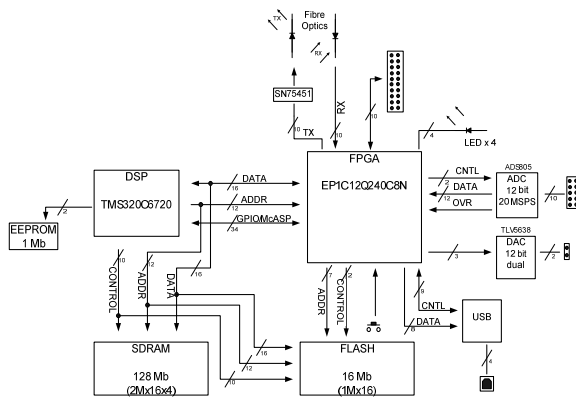 Fibre
Optics
TX
RX
SN75451
10
TX
RX
10
10
4
LED x 4
FPGA
EP1C12Q240C8N
DSP
TMS320C6720
DATA
16
ADDR
12
GPIO/McASP
34
CNTL
2
DATA
12
OVR
ADS805
ADC
12 bit
20 MSPS
10
TLV5638
DAC
12 bit
dual
3
2
2
EEPROM
1 Mb
10
CONTROL
12
ADDR
16
DATA
7
ADDR
2
CONTROL
9
CNTL
DATA
8
USB
4
16
12
10
SDRAM
128 Mb
(2Mx16x4)
FLASH
16 Mb
(1Mx16)